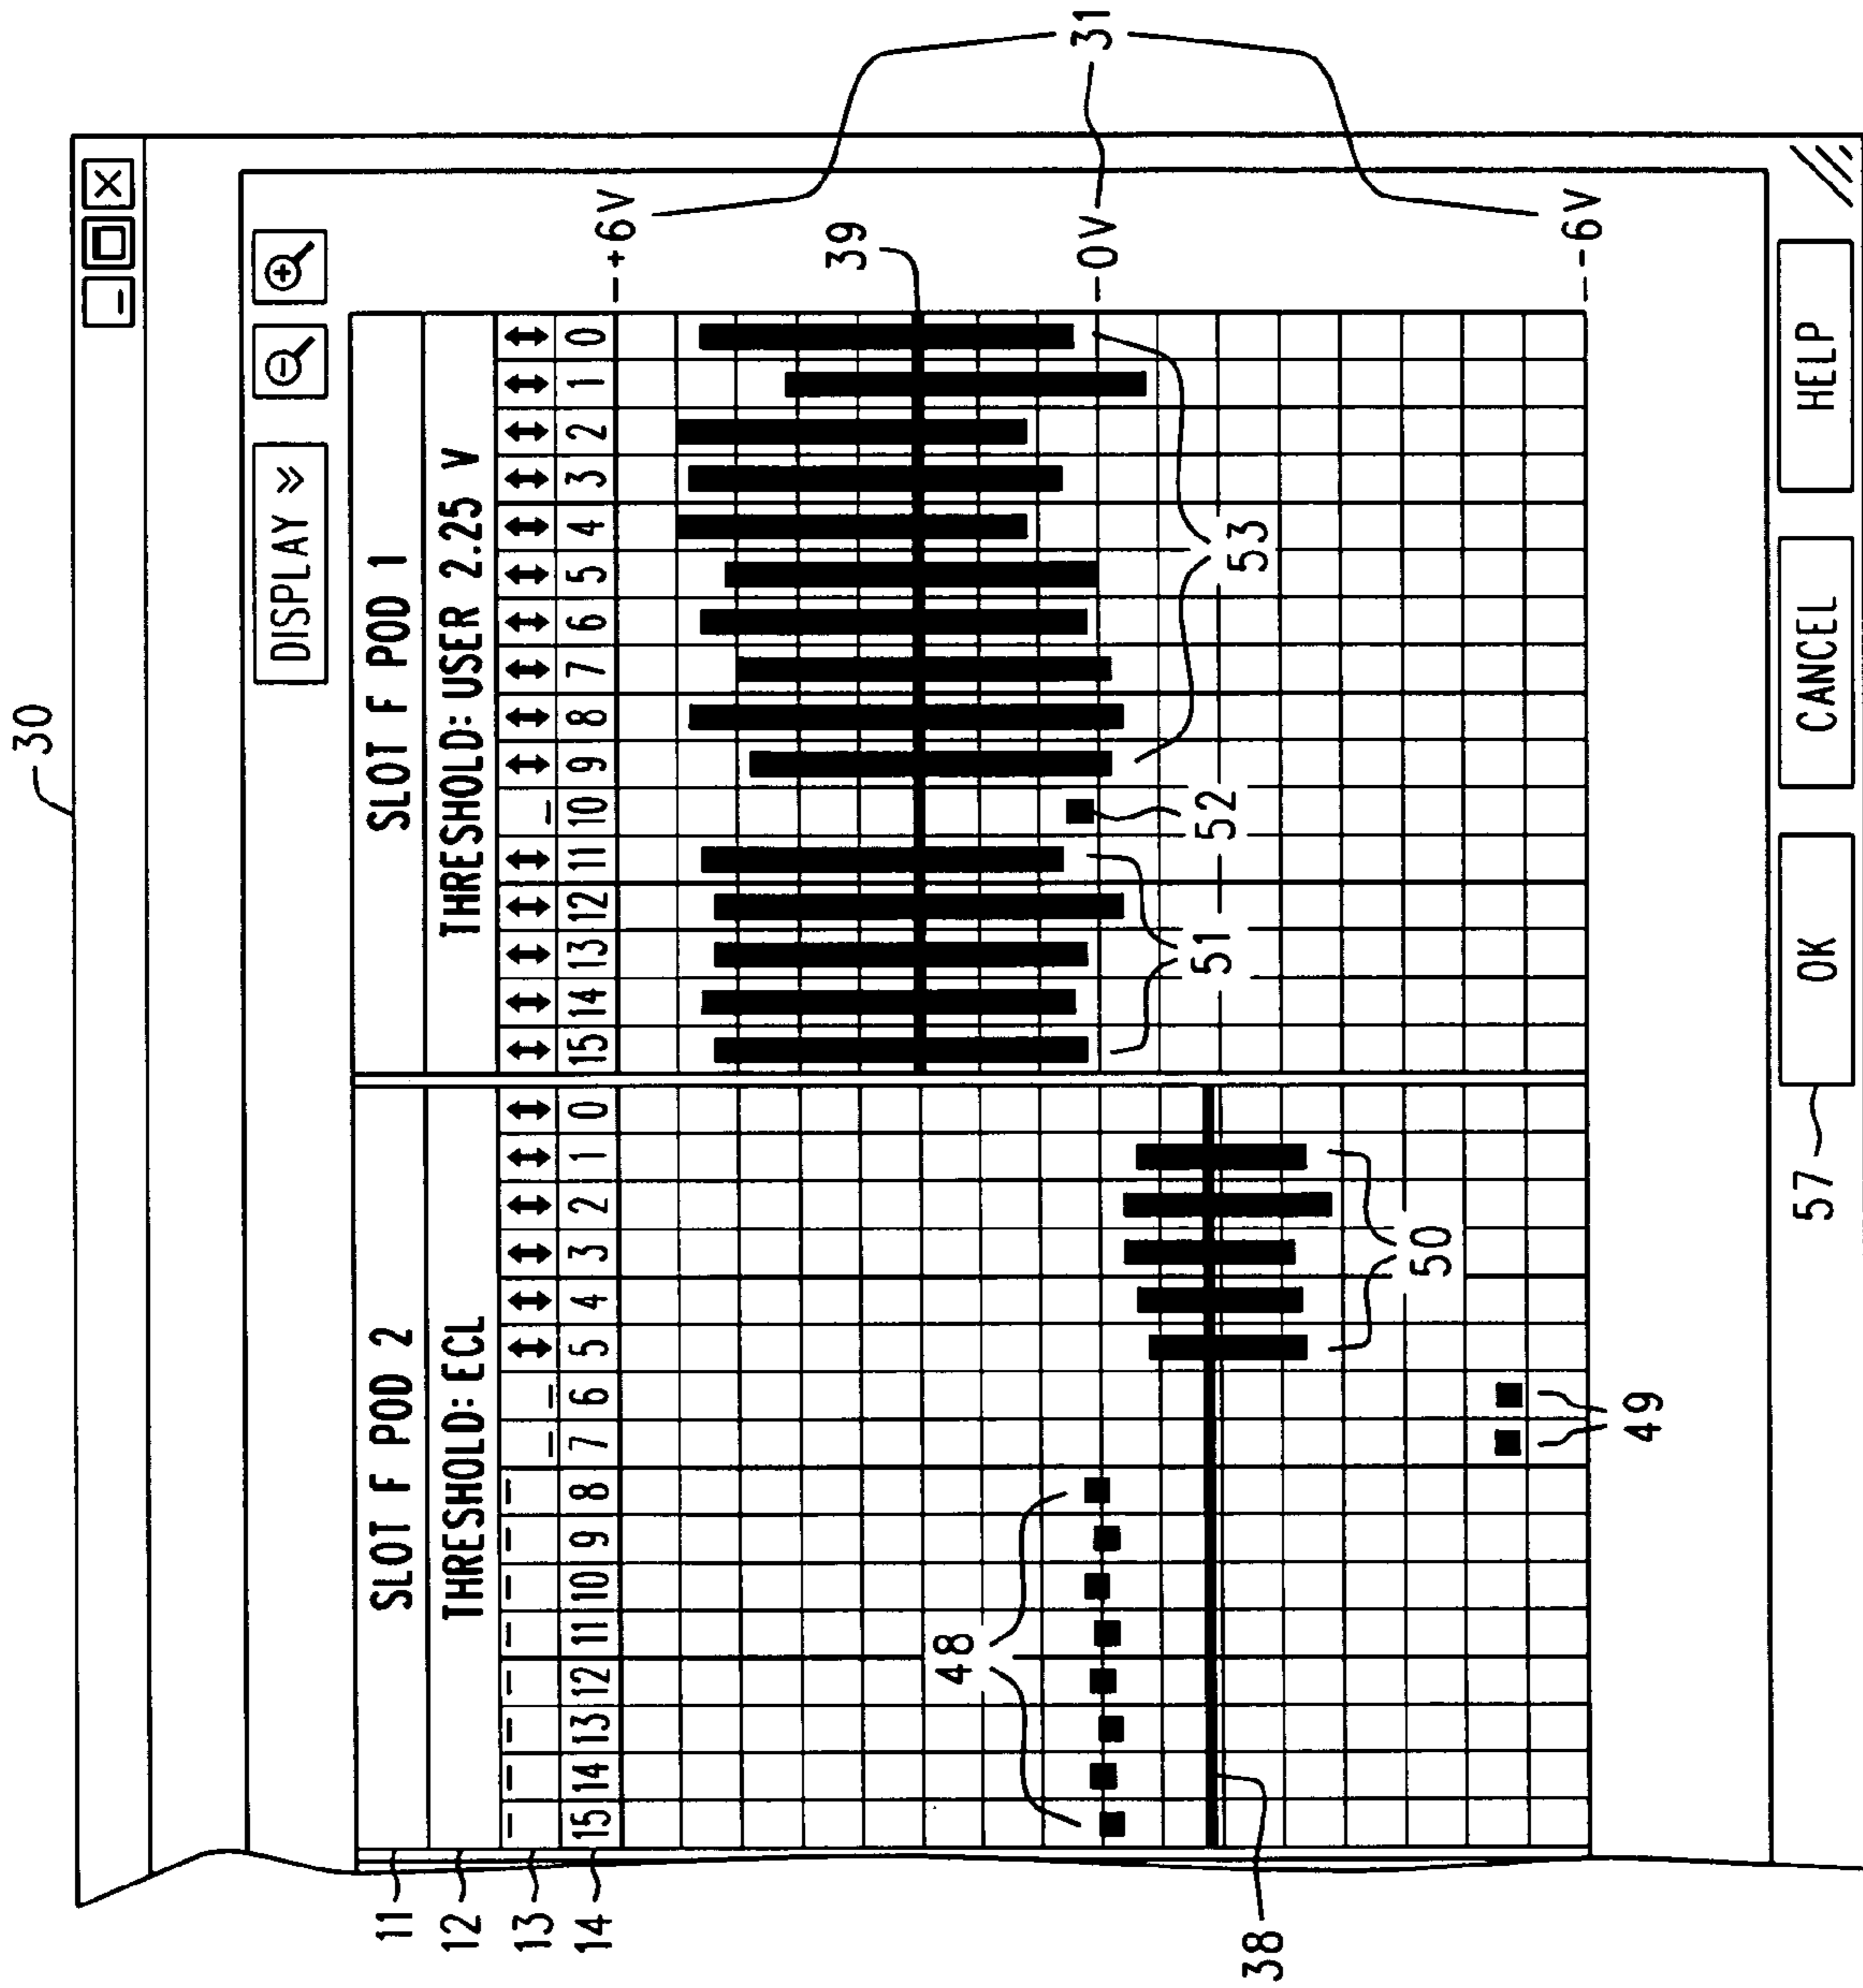 30
DISPLAY »
SLOT F POD 2
SLOT F POD 1
THRESHOLD: ECL
THRESHOLD: USER 2.25 V
15 14 13 12 11 10 9 8 7 6 5 4 3 2 1 0
15 14 13 12 11 10 9 8 7 6 5 4 3 2 1 0
11
12
13
14
+6V
39
0V
31
-6V
48
38
49
50
51
52
53
57
OK
CANCEL
HELP